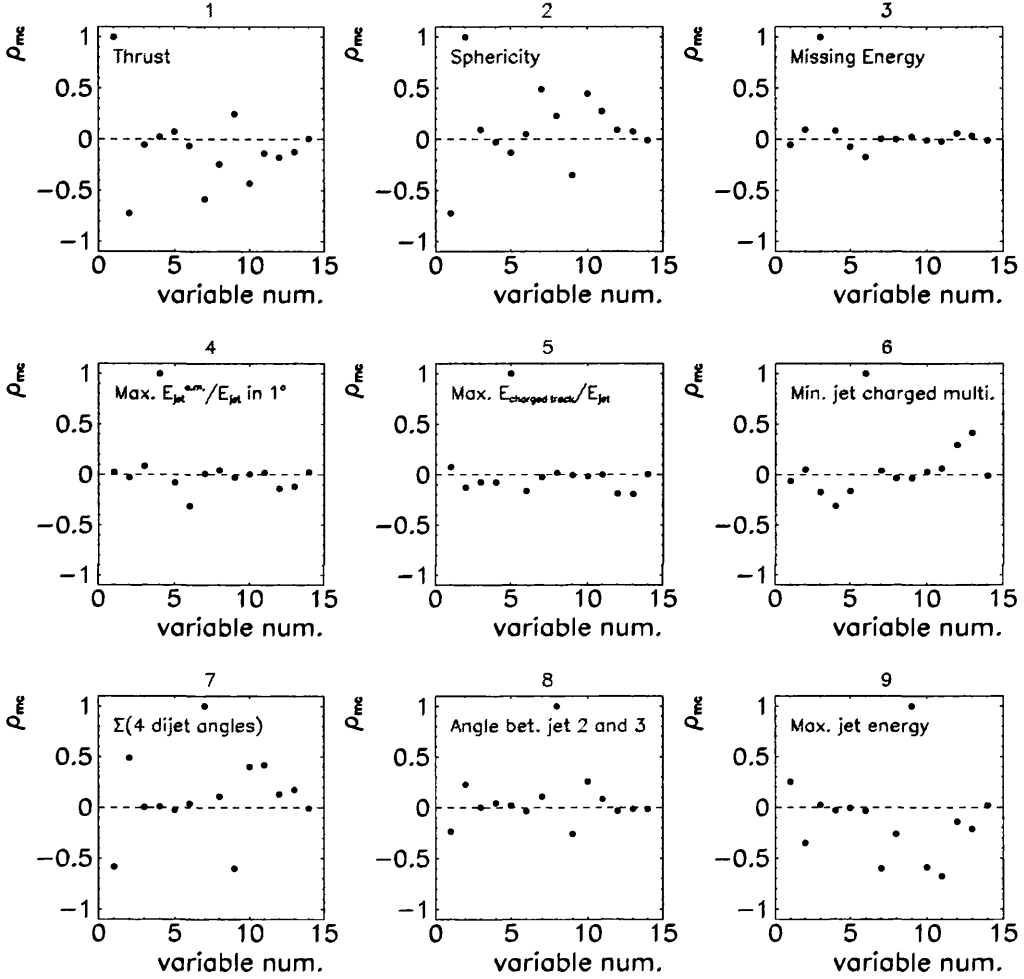 1
ρmc
1
0.5
0
−0.5
−1
Thrust
0 5 10 15
variable num.
2
ρmc
1
0.5
0
−0.5
−1
Sphericity
0 5 10 15
variable num.
3
ρmc
1
0.5
0
−0.5
−1
Missing Energy
0 5 10 15
variable num.
4
ρmc
1
0.5
0
−0.5
−1
Max. Ejet^e.m./Ejet in 1°
0 5 10 15
variable num.
5
ρmc
1
0.5
0
−0.5
−1
Max. Echarged track/Ejet
0 5 10 15
variable num.
6
ρmc
1
0.5
0
−0.5
−1
Min. jet charged multi.
0 5 10 15
variable num.
7
ρmc
1
0.5
0
−0.5
−1
Σ(4 dijet angles)
0 5 10 15
variable num.
8
ρmc
1
0.5
0
−0.5
−1
Angle bet. jet 2 and 3
0 5 10 15
variable num.
9
ρmc
1
0.5
0
−0.5
−1
Max. jet energy
0 5 10 15
variable num.